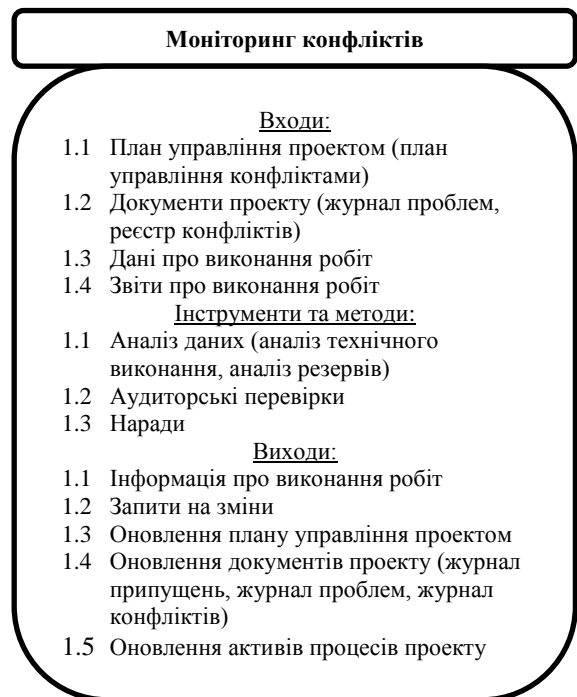 Моніторинг конфліктів
Входи:
1.1 План управління проектом (план
управління конфліктами)
1.2 Документи проекту (журнал проблем,
реєстр конфліктів)
1.3 Дані про виконання робіт
1.4 Звіти про виконання робіт
Інструменти та методи:
1.1 Аналіз даних (аналіз технічного
виконання, аналіз резервів)
1.2 Аудиторські перевірки
1.3 Наради
Виходи:
1.1 Інформація про виконання робіт
1.2 Запити на зміни
1.3 Оновлення плану управління проектом
1.4 Оновлення документів проекту (журнал
припущень, журнал проблем, журнал
конфліктів)
1.5 Оновлення активів процесів проекту